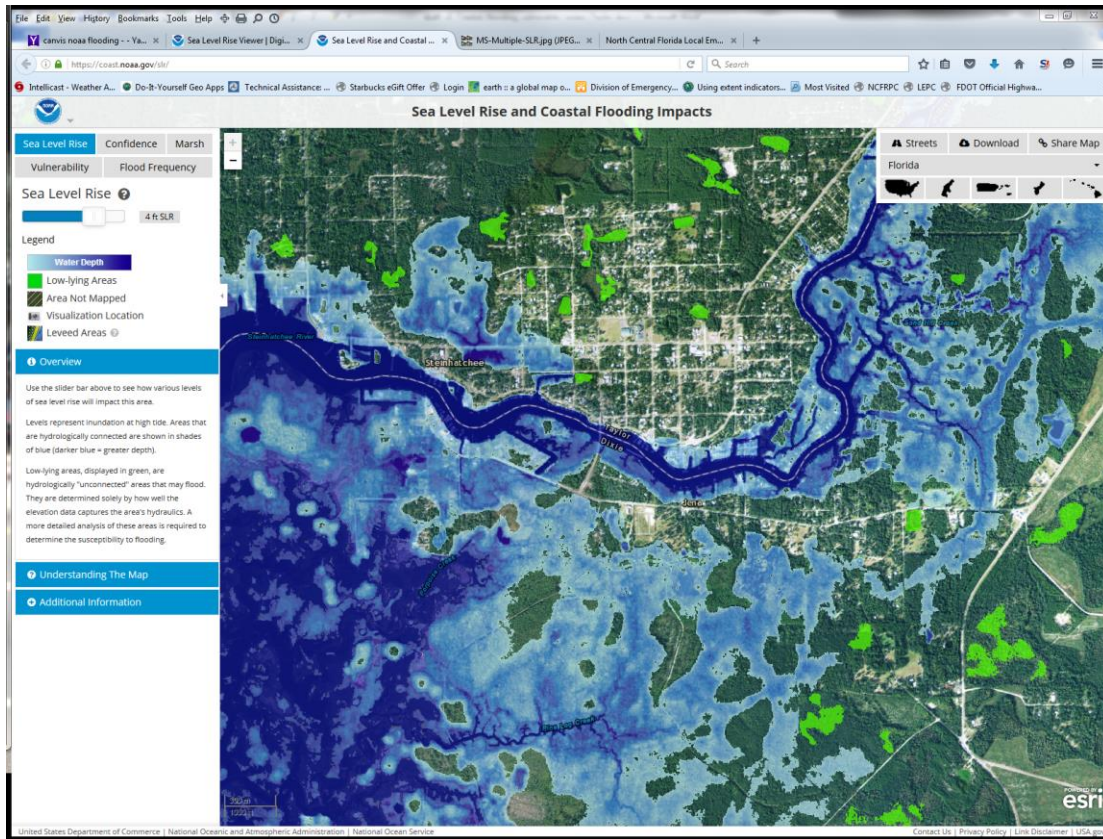 File Edit View History Bookmarks Tools Help
canvis noaa flooding - - Ya...
Sea Level Rise Viewer | Digi...
Sea Level Rise and Coastal ...
MS-Multiple-SLR.jpg (JPEG...
North Central Florida Local Em...
https://coast.noaa.gov/slr/
Search
Intellicast - Weather A...
Do-It-Yourself Geo Apps
Technical Assistance: ...
Starbucks eGift Offer
Login
earth :: a global map o...
Division of Emergency...
Using extent indicators...
Most Visited
NCFRPC
LEPC
FDOT Official Highwa...
Sea Level Rise and Coastal Flooding Impacts
Sea Level Rise Confidence Marsh
Vulnerability Flood Frequency
Sea Level Rise
4 ft SLR
Legend
Water Depth
Low-lying Areas
Area Not Mapped
Visualization Location
Leveed Areas
Overview
Use the slider bar above to see how various levels
of sea level rise will impact this area.
Levels represent inundation at high tide. Areas that
are hydrologically connected are shown in shades
of blue (darker blue = greater depth).
Low-lying areas, displayed in green, are
hydrologically "unconnected" areas that may flood.
They are determined solely by how well the
elevation data captures the area's hydraulics. A
more detailed analysis of these areas is required to
determine the susceptibility to flooding.
Understanding The Map
Additional Information
Streets Download Share Map
Florida
Steinhatchee River
Steinhatchee
Taylor
Dixie
Jena
POWERED BY
esri
United States Department of Commerce | National Oceanic and Atmospheric Administration | National Ocean Service
Contact Us | Privacy Policy | Link Disclaimer | USA.gov